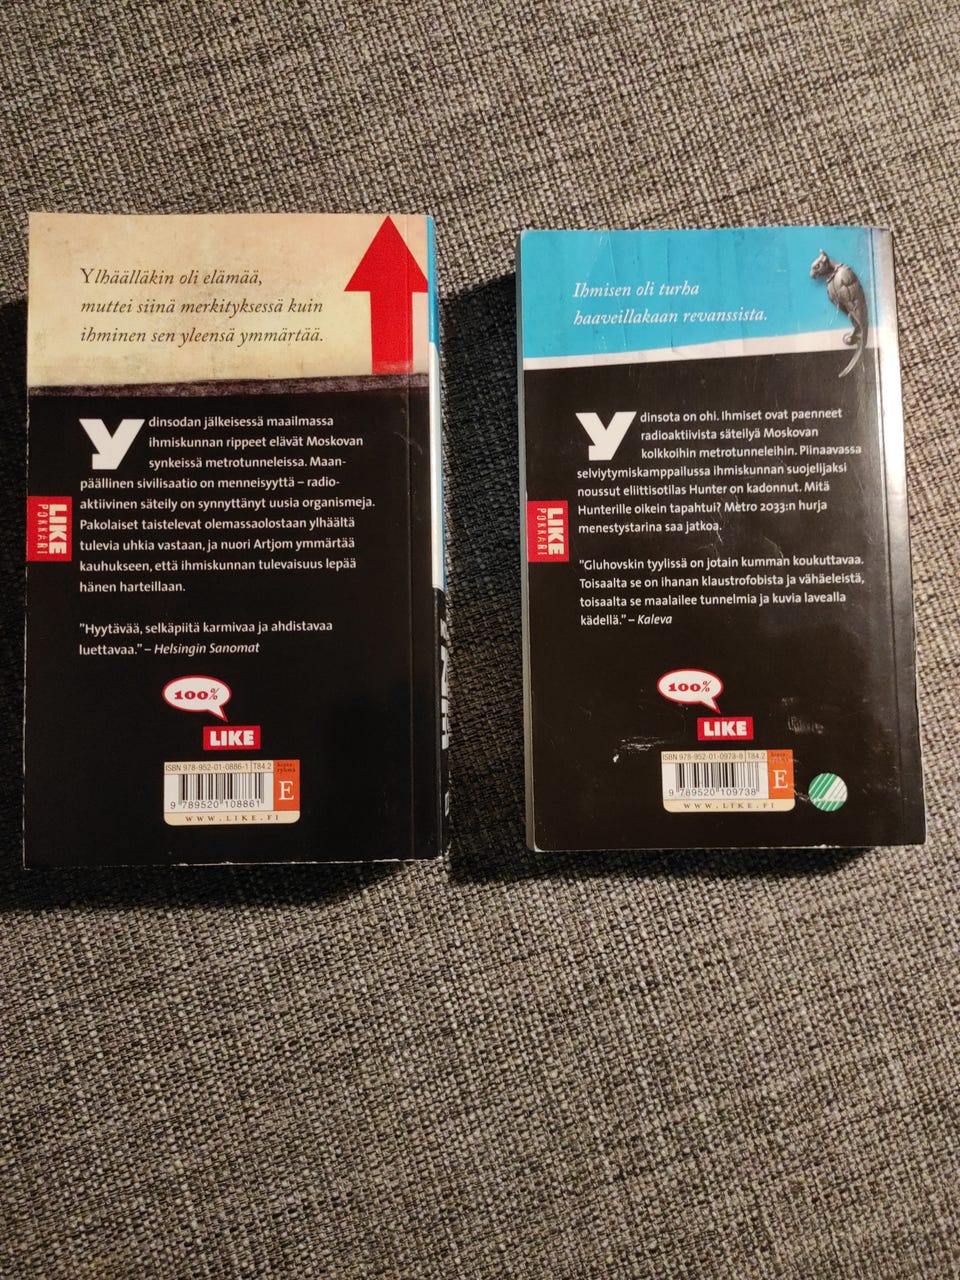 Ylhäälläkin oli elämää,
muttei siinä merkityksessä kuin
ihminen sen yleensä ymmärtää.
Ydinsodan jälkeisessä maailmassa
ihmiskunnan rippeet elävät Moskovan
synkeissä metrotunneleissa. Maan-
päällinen sivilisaatio on menneisyyttä – radio-
aktiivinen säteily on synnyttänyt uusia organismeja.
Pakolaiset taistelevat olemassaolostaan ylhäältä
tulevia uhkia vastaan, ja nuori Artjom ymmärtää
kauhukseen, että ihmiskunnan tulevaisuus lepää
hänen harteillaan.
"Hyytävää, selkäpiitä karmivaa ja ahdistavaa
luettavaa." – Helsingin Sanomat
LIKE
POKKARI
100%
LIKE
ISBN 978-952-01-0886-1 T84.2
9 789520 108861
E
WWW.LIKE.FI
Ihmisen oli turha
haaveillakaan revanssista.
Ydinsota on ohi. Ihmiset ovat paenneet
radioaktiivista säteilyä Moskovan
kolkkoihin metrotunneleihin. Piinaavassa
selviytymiskamppailussa ihmiskunnan suojelijaksi
noussut eliittisotilas Hunter on kadonnut. Mitä
Hunterille oikein tapahtui? Metro 2033:n hurja
menestystarina saa jatkoa.
"Gluhovskin tyylissä on jotain kumman koukuttavaa.
Toisaalta se on ihanan klaustrofobista ja vähäeleistä,
toisaalta se maalailee tunnelmia ja kuvia lavealla
kädellä." – Kaleva
LIKE
POKKARI
100%
LIKE
ISBN 978-952-01-0973-8 T84.2
9 789520 109738
E
WWW.LIKE.FI